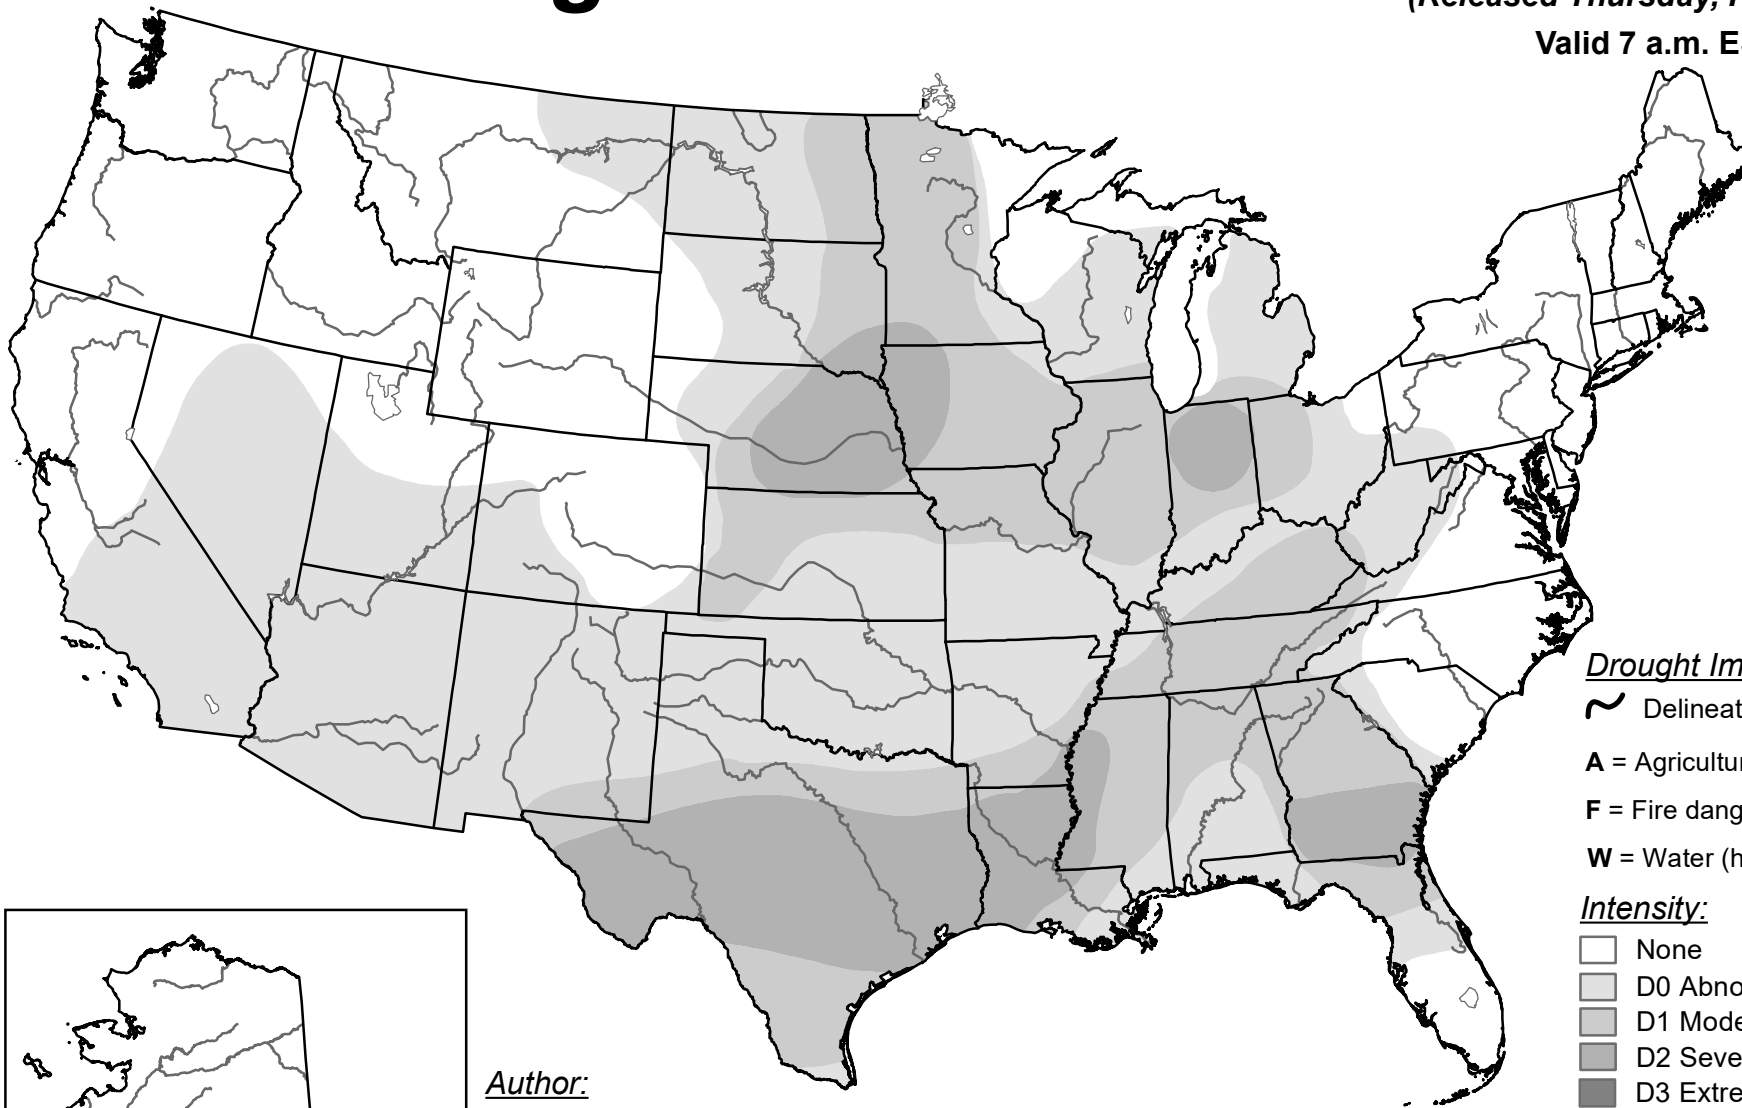 (Released Thursday,
Valid 7 a.m.
Drought
Delineat
A = Agricultur
F = Fire dang
W = Water (h
Intensity:
None
D0 Abno
D1 Mode
D2 Seve
D3 Extre
Author: